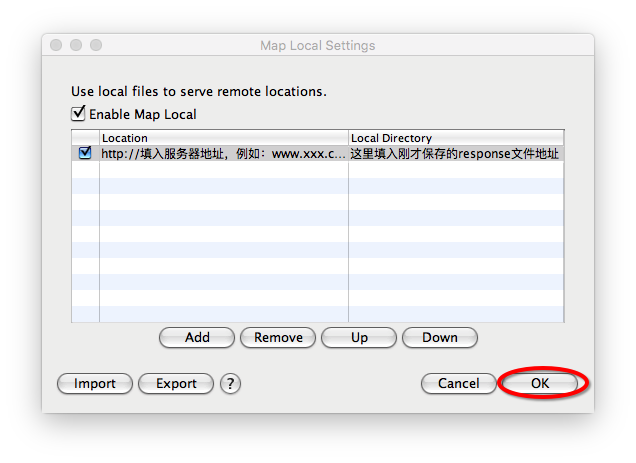 Map Local Settings
Use local files to serve remote locations.
Enable Map Local
Location Local Directory
http://填入服务器地址，例如：www.xxx.c... 这里填入刚才保存的response文件地址
Add Remove Up Down
Import Export ? Cancel OK